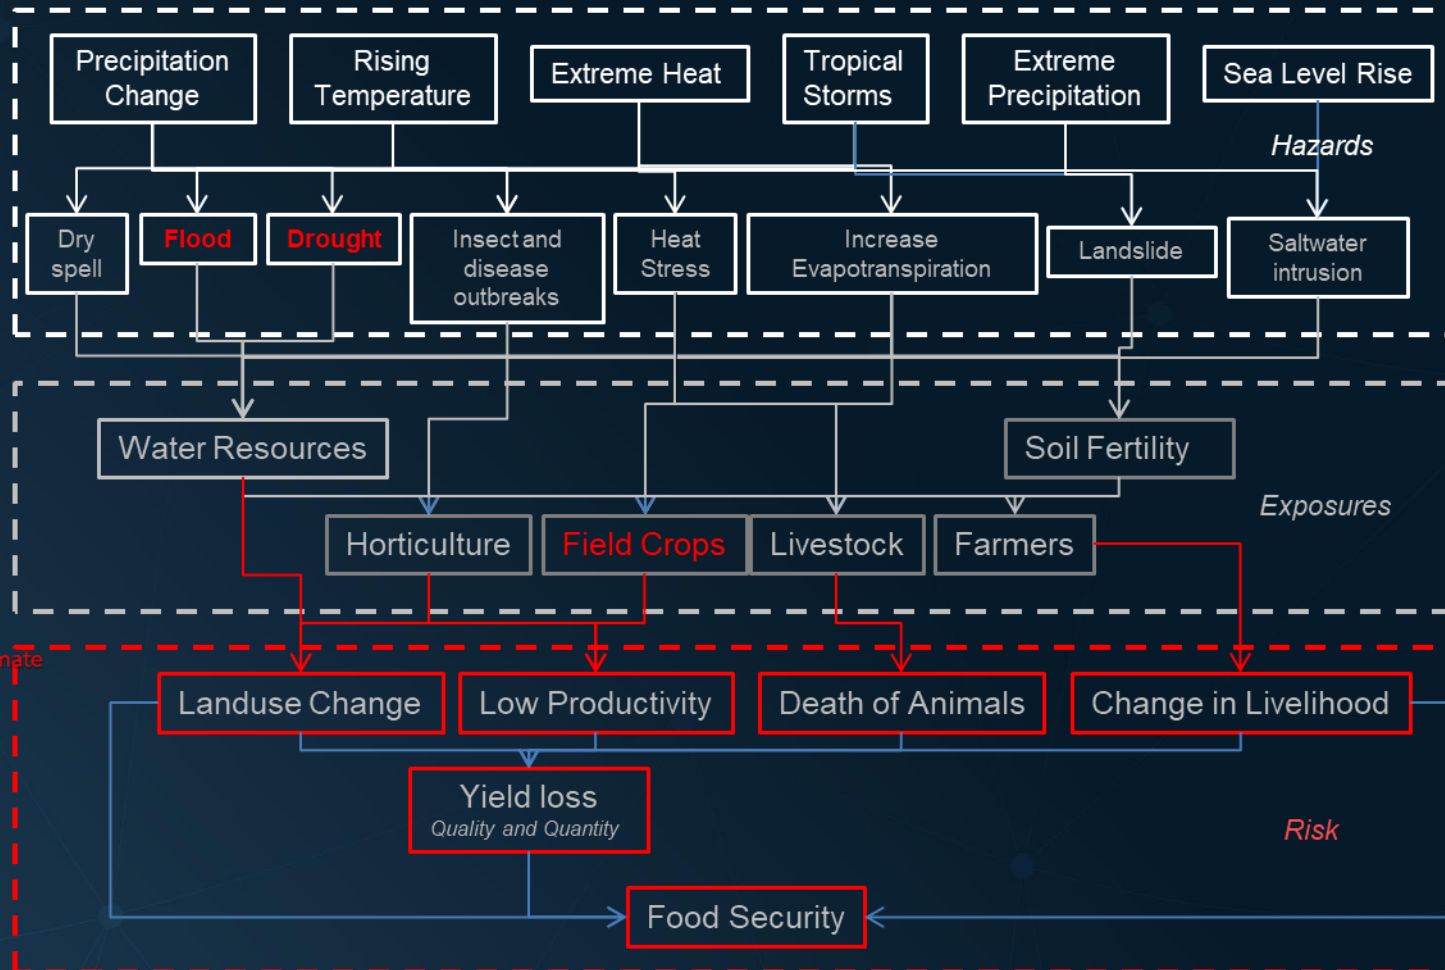 Precipitation
Change
Rising
Temperature
Extreme Heat
Tropical
Storms
Extreme
Precipitation
Sea Level Rise
Hazards
Dry
spell
Flood
Drought
Insect and
disease
outbreaks
Heat
Stress
Increase
Evapotranspiration
Landslide
Saltwater
intrusion
Water Resources
Soil Fertility
Exposures
Horticulture
Field Crops
Livestock
Farmers
Landuse Change
Low Productivity
Death of Animals
Change in Livelihood
Yield loss
Quality and Quantity
Risk
Food Security